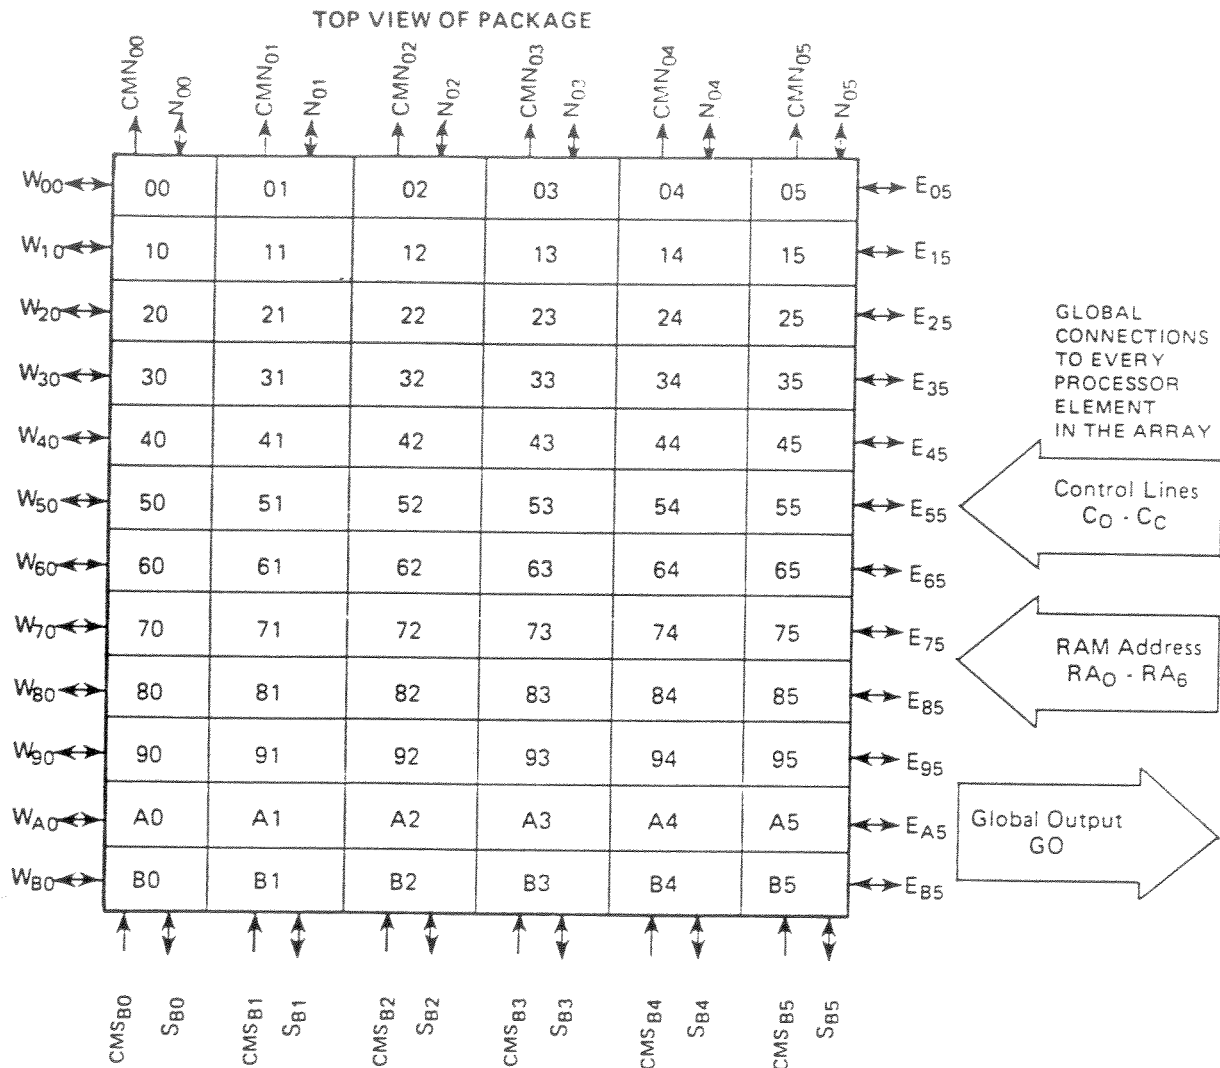 TOP VIEW OF PACKAGE
CMN00 N00 CMN01 N01 CMN02 N02 CMN03 N03 CMN04 N04 CMN05 N05
W00 00 01 02 03 04 05 E05
W10 10 11 12 13 14 15 E15
W20 20 21 22 23 24 25 E25
W30 30 31 32 33 34 35 E35
W40 40 41 42 43 44 45 E45
W50 50 51 52 53 54 55 E55
W60 60 61 62 63 64 65 E65
W70 70 71 72 73 74 75 E75
W80 80 81 82 83 84 85 E85
W90 90 91 92 93 94 95 E95
WA0 A0 A1 A2 A3 A4 A5 EA5
WB0 B0 B1 B2 B3 B4 B5 EB5
CMSB0 SB0 CMSB1 SB1 CMSB2 SB2 CMSB3 SB3 CMSB4 SB4 CMSB5 SB5
GLOBAL
CONNECTIONS
TO EVERY
PROCESSOR
ELEMENT
IN THE ARRAY
Control Lines
C0 - CC
RAM Address
RA0 - RA6
Global Output
GO